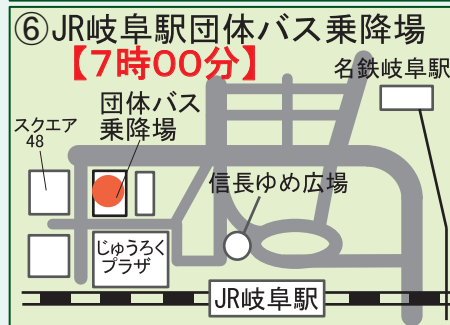 ⑥JR岐阜駅団体バス乗降場
【7時00分】
名鉄岐阜駅
団体バス
乗降場
スクエア
48
信長ゆめ広場
じゅうろく
プラザ
JR岐阜駅